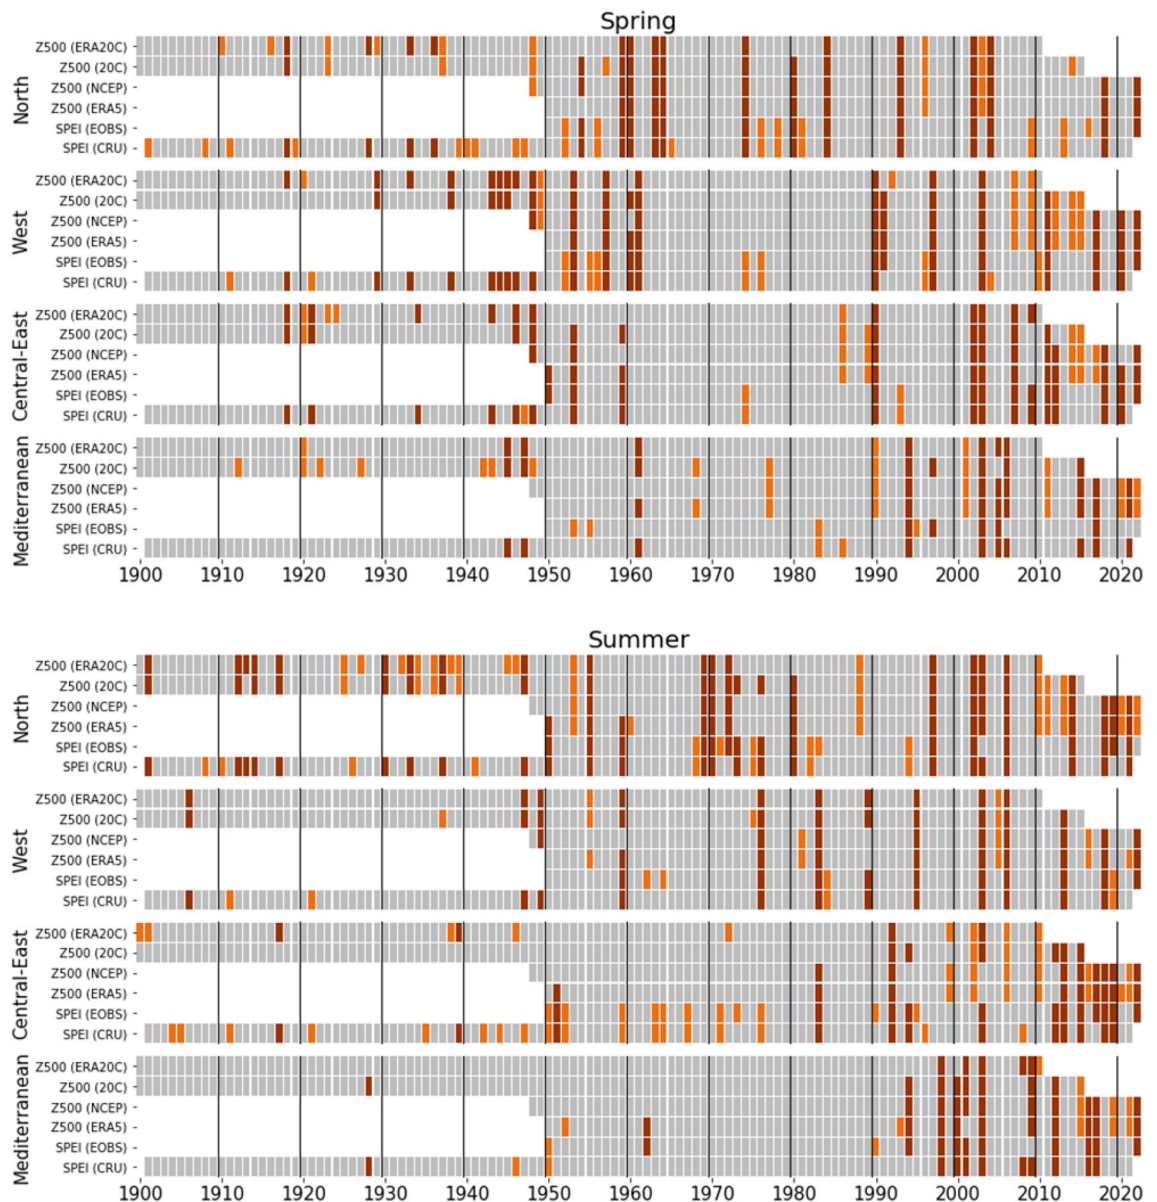 Spring
North
Z500 (ERA20C)
Z500 (20C)
Z500 (NCEP)
Z500 (ERA5)
SPEI (EOBS)
SPEI (CRU)
West
Z500 (ERA20C)
Z500 (20C)
Z500 (NCEP)
Z500 (ERA5)
SPEI (EOBS)
SPEI (CRU)
Central-East
Z500 (ERA20C)
Z500 (20C)
Z500 (NCEP)
Z500 (ERA5)
SPEI (EOBS)
SPEI (CRU)
Mediterranean
Z500 (ERA20C)
Z500 (20C)
Z500 (NCEP)
Z500 (ERA5)
SPEI (EOBS)
SPEI (CRU)
1900 1910 1920 1930 1940 1950 1960 1970 1980 1990 2000 2010 2020
Summer
North
Z500 (ERA20C)
Z500 (20C)
Z500 (NCEP)
Z500 (ERA5)
SPEI (EOBS)
SPEI (CRU)
West
Z500 (ERA20C)
Z500 (20C)
Z500 (NCEP)
Z500 (ERA5)
SPEI (EOBS)
SPEI (CRU)
Central-East
Z500 (ERA20C)
Z500 (20C)
Z500 (NCEP)
Z500 (ERA5)
SPEI (EOBS)
SPEI (CRU)
Mediterranean
Z500 (ERA20C)
Z500 (20C)
Z500 (NCEP)
Z500 (ERA5)
SPEI (EOBS)
SPEI (CRU)
1900 1910 1920 1930 1940 1950 1960 1970 1980 1990 2000 2010 2020